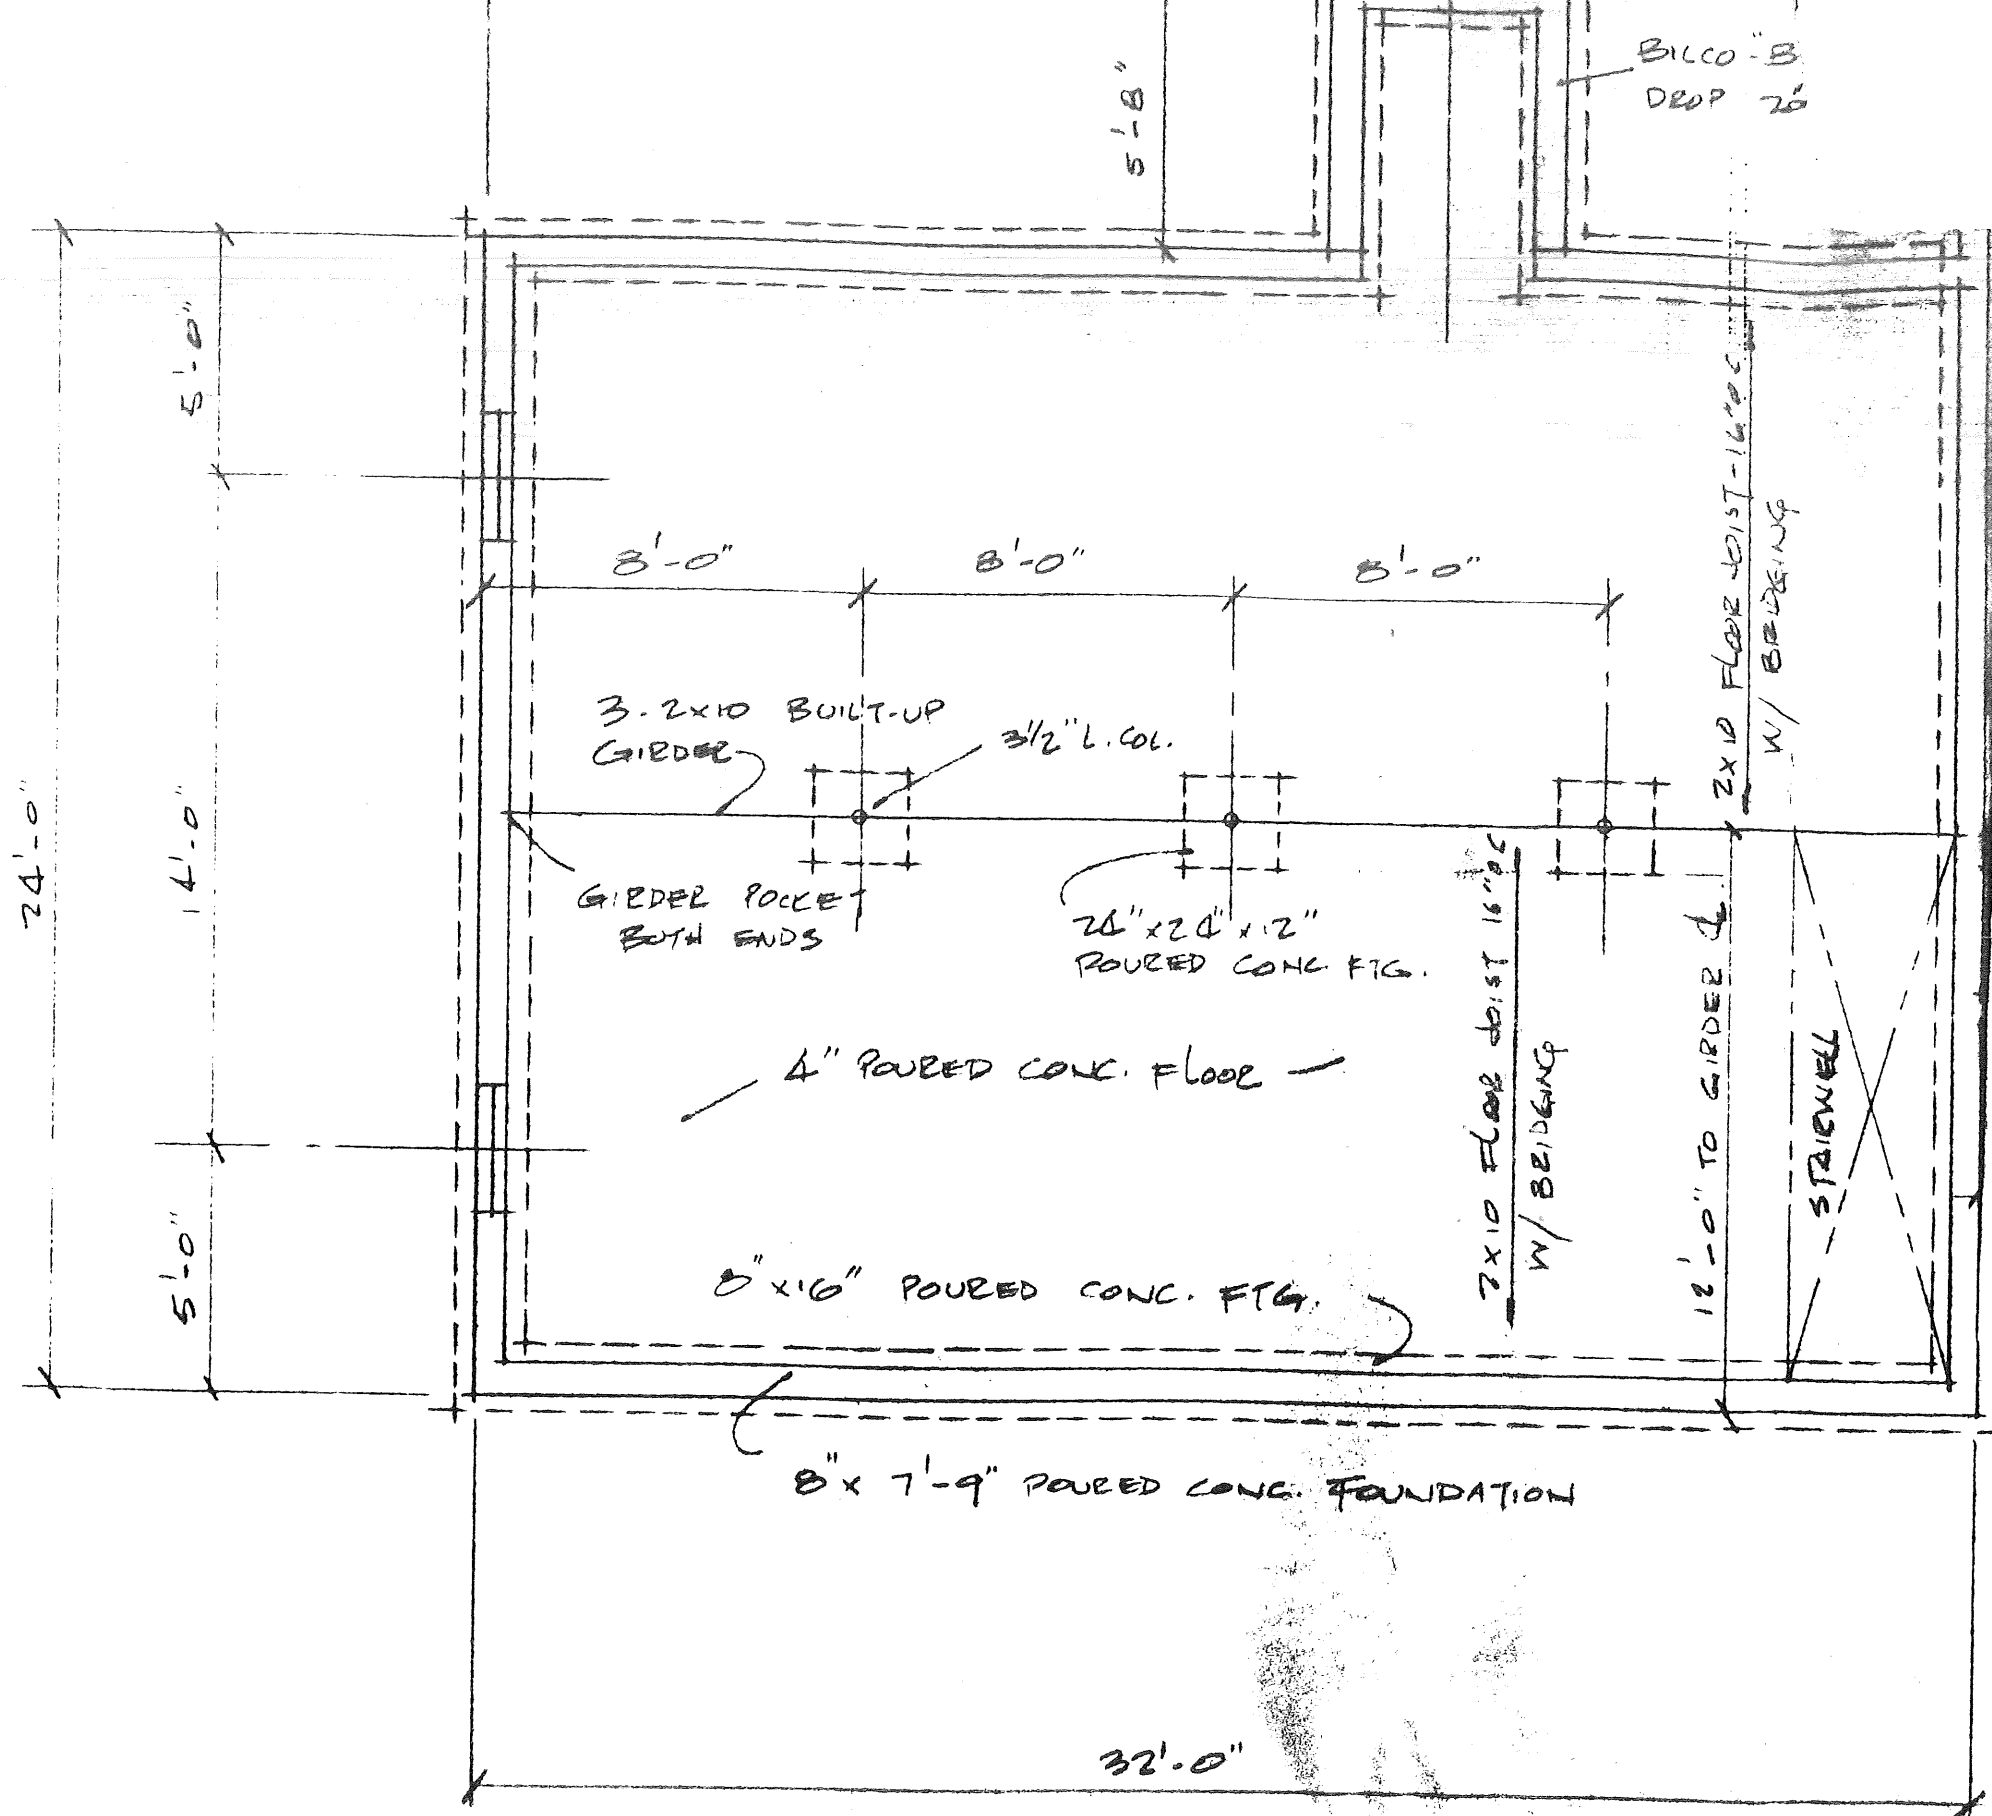 BILCO "B
DROP 20"
5'-8"
5'-0"
8'-0"
8'-0"
8'-0"
2x10 FLOOR JOIST-16"OC
W/ BRIDGING
3-2x10 BUILT-UP
GIRDER
3½" L. COL.
24'-0"
14'-0"
GIRDER POCKET
BOTH ENDS
24"x24"x12"
POURED CONC. FTG.
2x10 FLOOR JOIST 16"OC
W/ BRIDGING
12'-0" TO GIRDER ℄
STAIRWELL
4" POURED CONC. FLOOR
5'-0"
8"x16" POURED CONC. FTG.
8"x 7'-9" POURED CONC. FOUNDATION
32'-0"